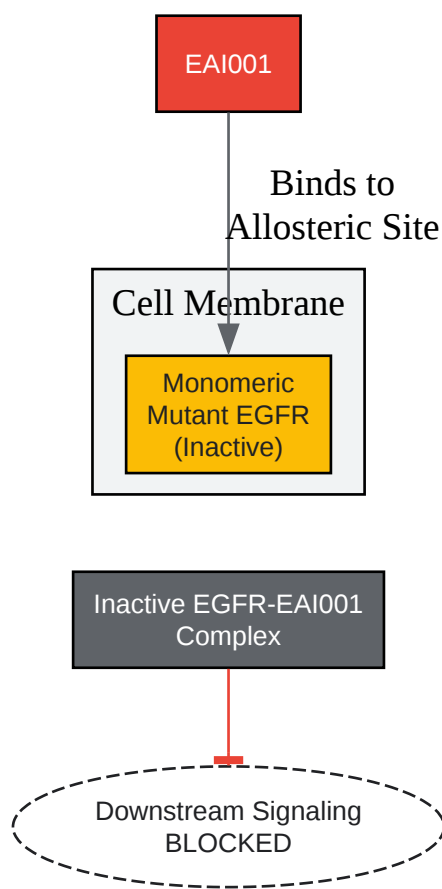 EAI001
Binds to
Allosteric Site
Cell Membrane
Monomeric
Mutant EGFR
(Inactive)
Inactive EGFR-EAI001
Complex
Downstream Signaling
BLOCKED